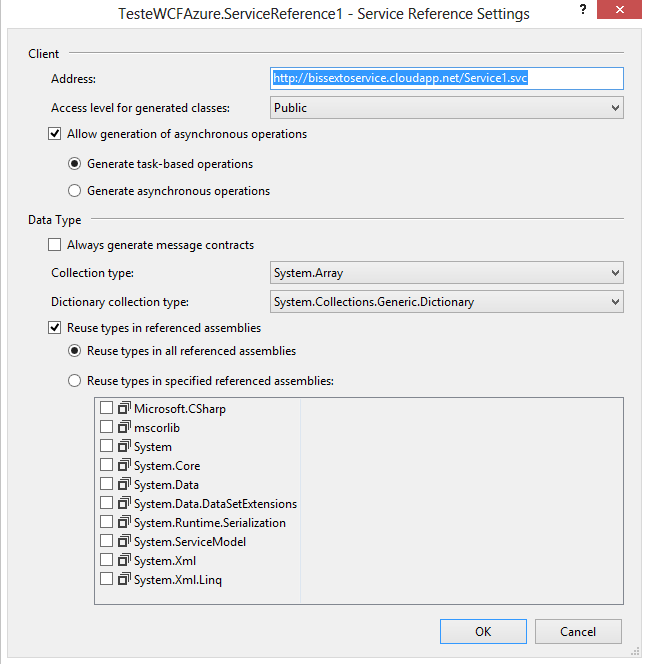 TesteWCFAzure.ServiceReference1 - Service Reference Settings ?
Client
Address: http://bissextoservice.cloudapp.net/Service1.svc
Access level for generated classes: Public
Allow generation of asynchronous operations
Generate task-based operations
Generate asynchronous operations
Data Type
Always generate message contracts
Collection type: System.Array
Dictionary collection type: System.Collections.Generic.Dictionary
Reuse types in referenced assemblies
Reuse types in all referenced assemblies
Reuse types in specified referenced assemblies:
Microsoft.CSharp
mscorlib
System
System.Core
System.Data
System.Data.DataSetExtensions
System.Runtime.Serialization
System.ServiceModel
System.Xml
System.Xml.Linq
OK Cancel